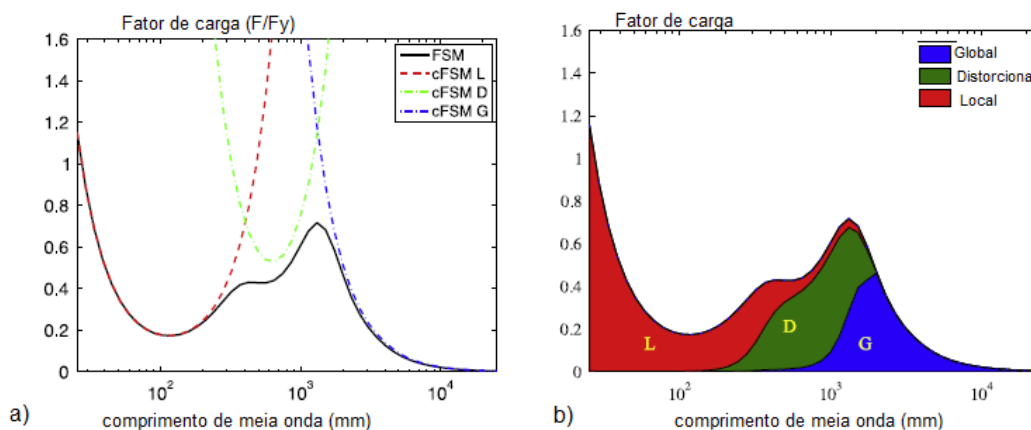 Fator de carga (F/Fy)
1.6
1.4
1.2
1
0.8
0.6
0.4
0.2
0
FSM
cFSM L
cFSM D
cFSM G
10²
10³
10⁴
a)
comprimento de meia onda (mm)
Fator de carga
1.6
1.4
1.2
1
0.8
0.6
0.4
0.2
0
Global
Distorciona
Local
L
D
G
10²
10³
10⁴
b)
comprimento de meia onda (mm)